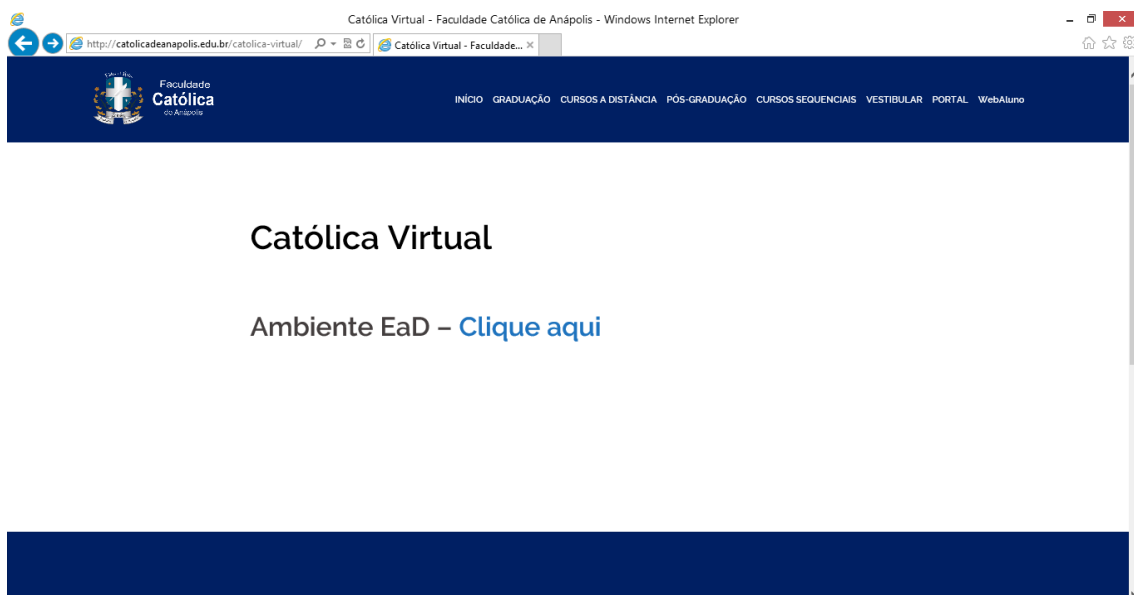 Católica Virtual - Faculdade Católica de Anápolis - Windows Internet Explorer
http://catolicadeanapolis.edu.br/catolica-virtual/
Católica Virtual - Faculdade...
Faculdade
Católica
de Anápolis
INÍCIO GRADUAÇÃO CURSOS A DISTÂNCIA PÓS-GRADUAÇÃO CURSOS SEQUENCIAIS VESTIBULAR PORTAL WebAluno
Católica Virtual
Ambiente EaD – Clique aqui